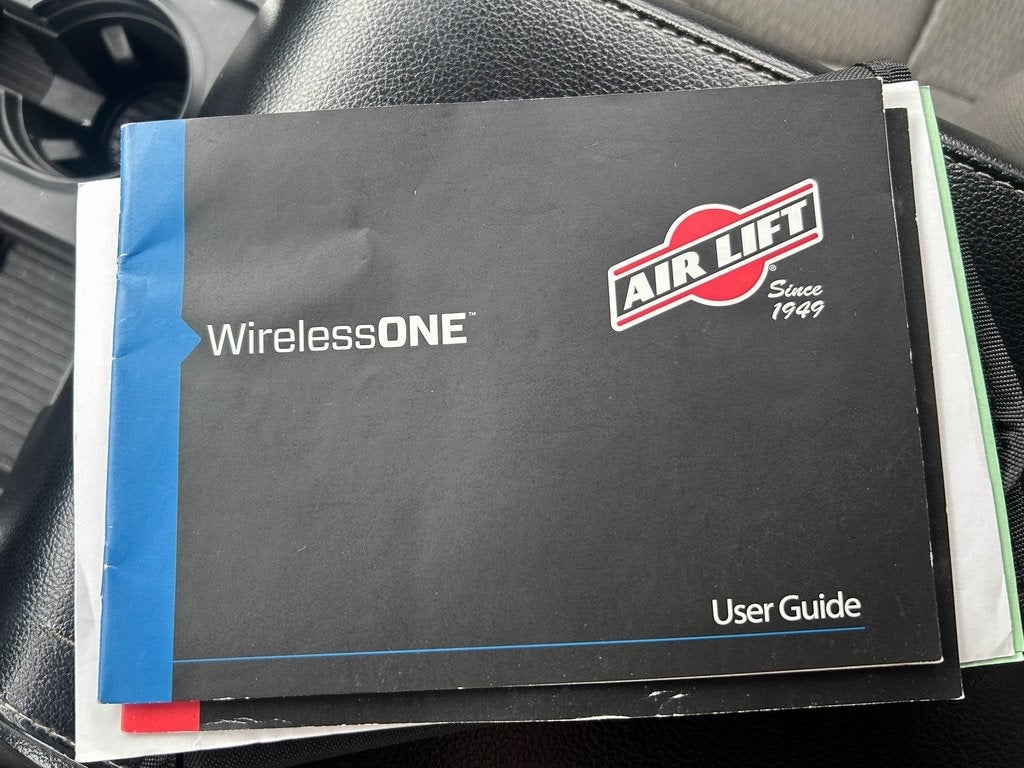 AIR LIFT®
Since
1949
WirelessONE™
User Guide